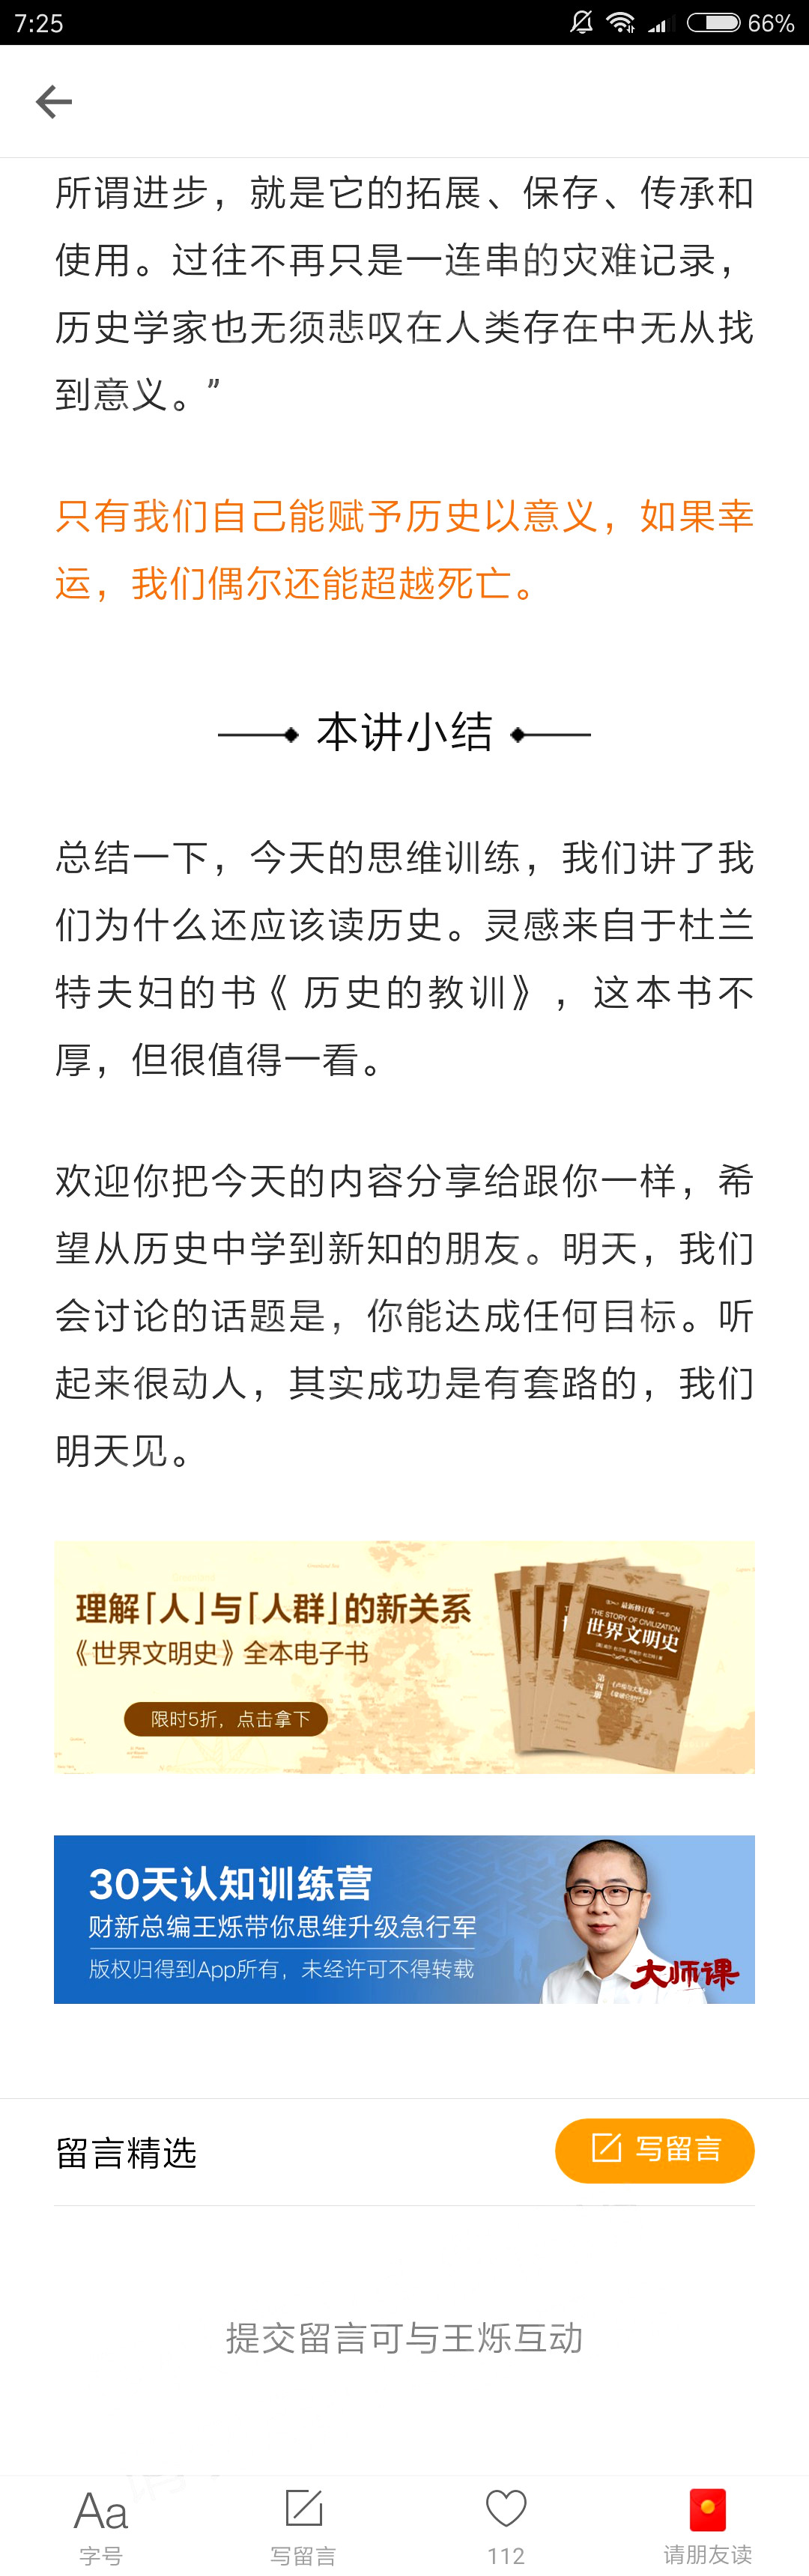 7:25
66%
所谓进步，就是它的拓展、保存、传承和
使用。过往不再只是一连串的灾难记录，
历史学家也无须悲叹在人类存在中无从找
到意义。”
只有我们自己能赋予历史以意义，如果幸
运，我们偶尔还能超越死亡。
本讲小结
总结一下，今天的思维训练，我们讲了我
们为什么还应该读历史。灵感来自于杜兰
特夫妇的书《 历史的教训》，这本书不
厚，但很值得一看。
欢迎你把今天的内容分享给跟你一样，希
望从历史中学到新知的朋友。明天，我们
会讨论的话题是，你能达成任何目标。听
起来很动人，其实成功是有套路的，我们
明天见。
理解「人」与「人群」的新关系
《世界文明史》全本电子书
限时5折，点击拿下
最新修订版
THE STORY OF CIVILIZATION
世界文明史
第四册
30天认知训练营
财新总编王烁带你思维升级急行军
版权归得到App所有，未经许可不得转载
大师课
留言精选
写留言
提交留言可与王烁互动
Aa
字号
写留言
112
请朋友读